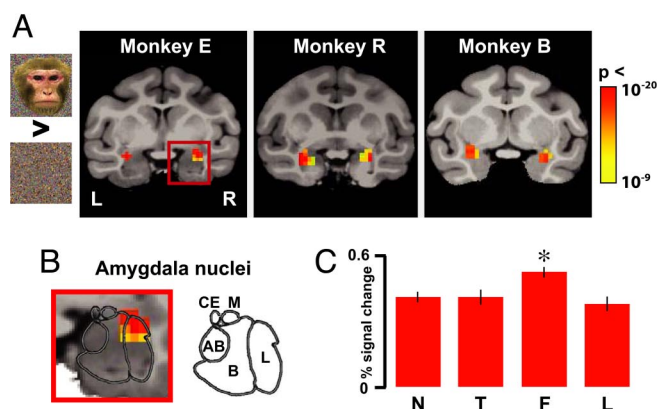 A
Monkey E
Monkey R
Monkey B
p <
>
10-20
10-9
L
R
B
Amygdala nuclei
CE
M
AB
B
L
C
% signal change
0.6
0
*
N
T
F
L